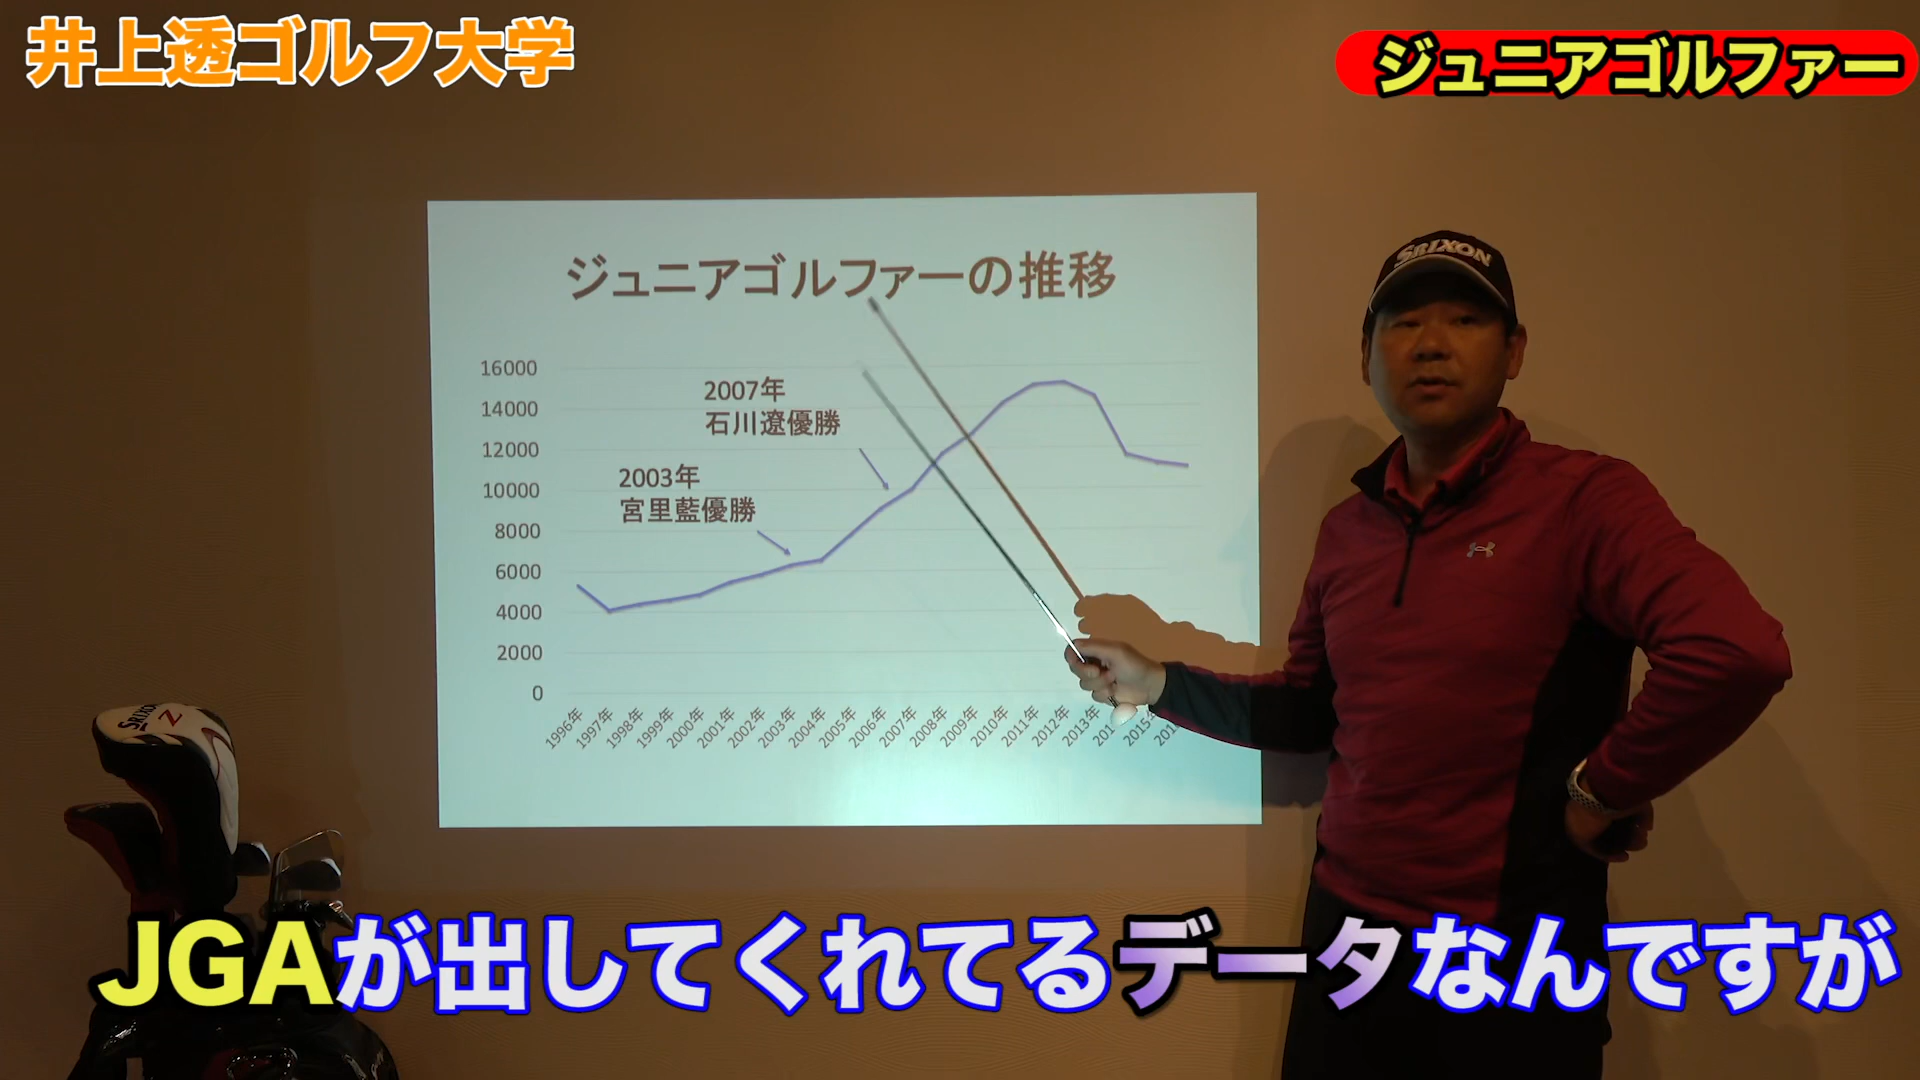 井上透ゴルフ大学
ジュニアゴルファー
ジュニアゴルファーの推移
16000
14000
12000
10000
8000
6000
4000
2000
0
2007年
石川遼優勝
2003年
宮里藍優勝
1996年
1997年
1998年
1999年
2000年
2001年
2002年
2003年
2004年
2005年
2006年
2007年
2008年
2009年
2010年
2011年
2012年
2013年
2015年
SRIXON
SRIXON
Z
JGAが出してくれてるデータなんですが